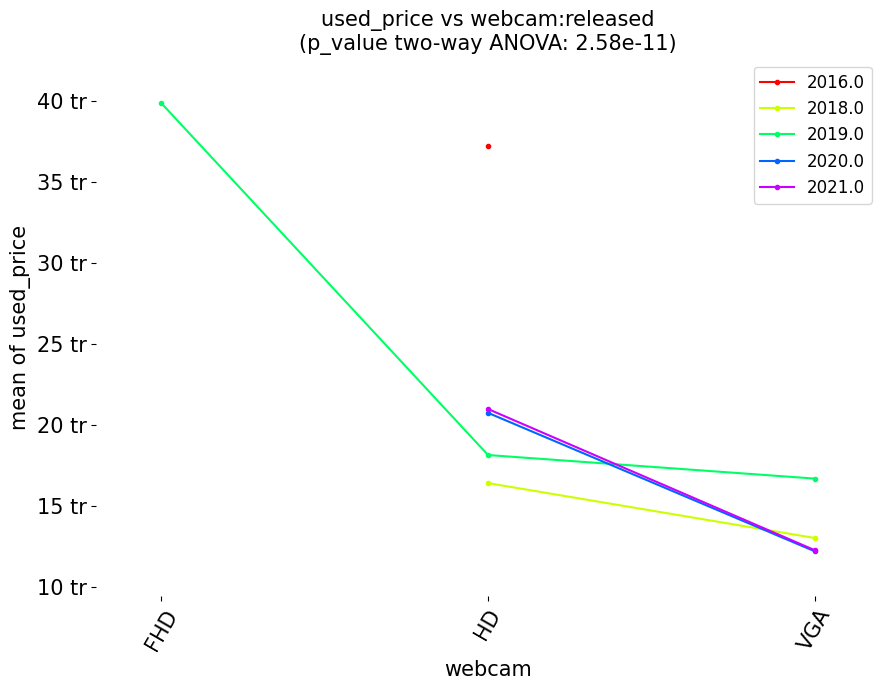 used_price vs webcam:released
(p_value two-way ANOVA: 2.58e-11)
2016.0
2018.0
2019.0
2020.0
2021.0
40 tr
35 tr
30 tr
25 tr
20 tr
15 tr
10 tr
mean of used_price
FHD
HD
VGA
webcam